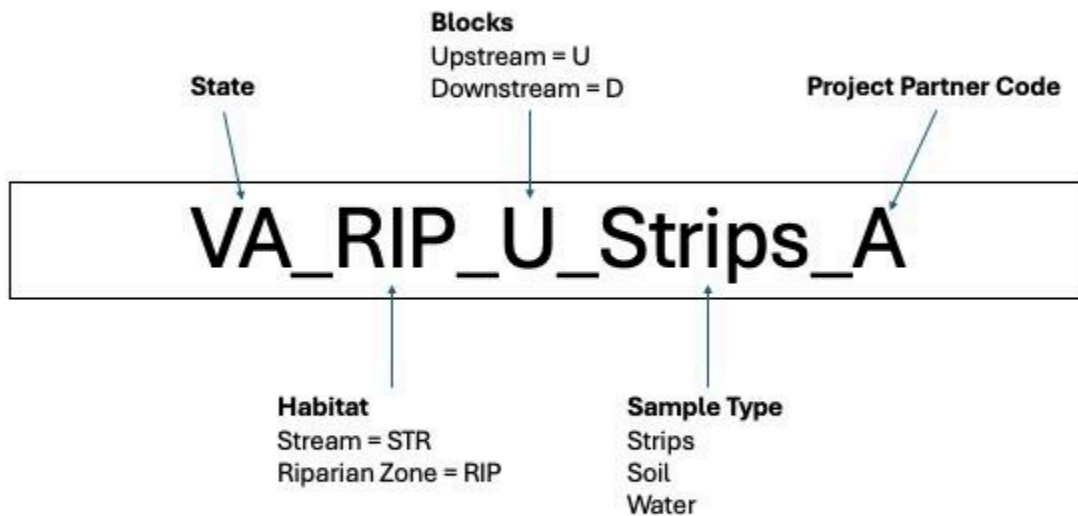 Blocks
Upstream = U
Downstream = D
State
Project Partner Code
VA_RIP_U_Strips_A
Habitat
Stream = STR
Riparian Zone = RIP
Sample Type
Strips
Soil
Water